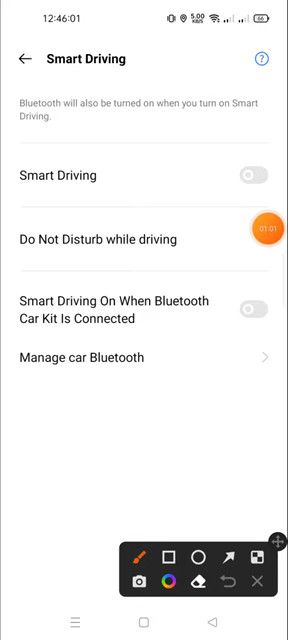 12:46:01
5.00
KB/S
66
Smart Driving
?
Bluetooth will also be turned on when you turn on Smart
Driving.
Smart Driving
Do Not Disturb while driving
01:01
Smart Driving On When Bluetooth
Car Kit Is Connected
Manage car Bluetooth